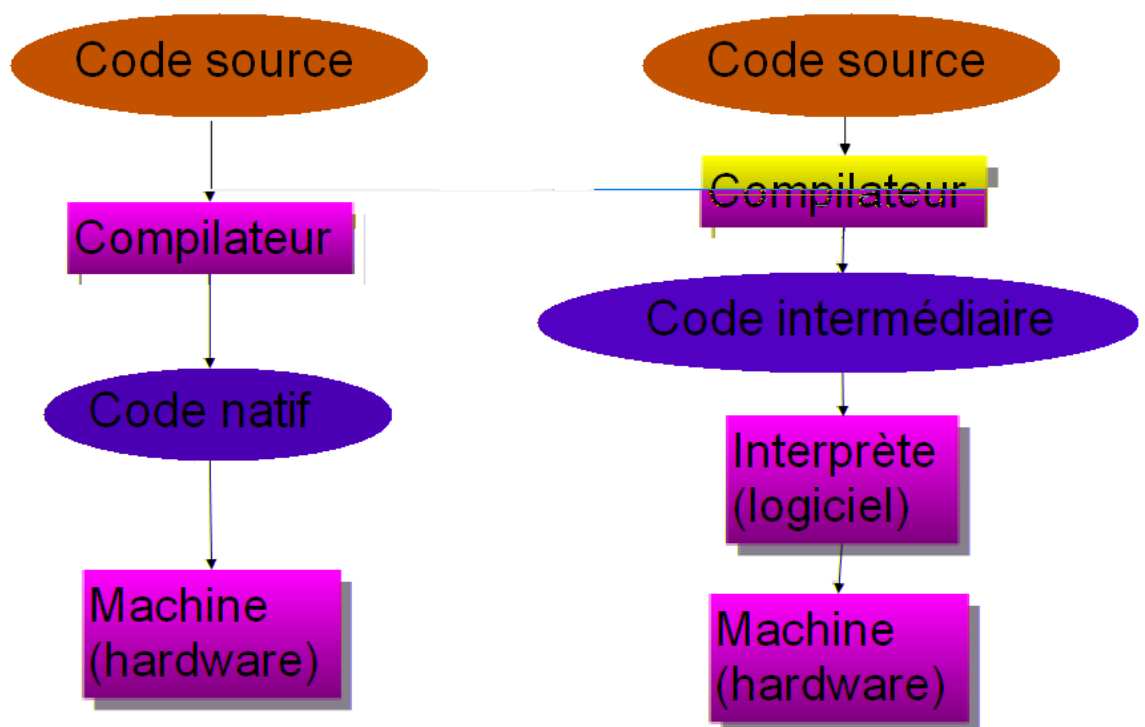 Code source
Compilateur
Code natif
Machine
(hardware)
Code source
Compilateur
Code intermédiaire
Interprète
(logiciel)
Machine
(hardware)